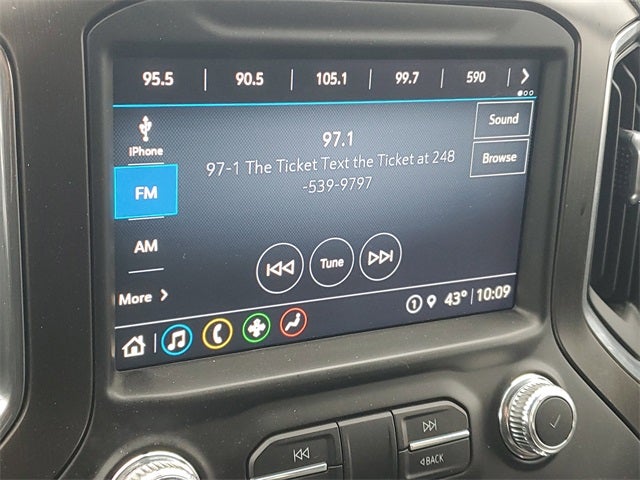 95.5 90.5 105.1 99.7 590
iPhone
FM
AM
More
97.1
97-1 The Ticket Text the Ticket at 248
-539-9797
Sound
Browse
Tune
1 43° 10:09
BACK